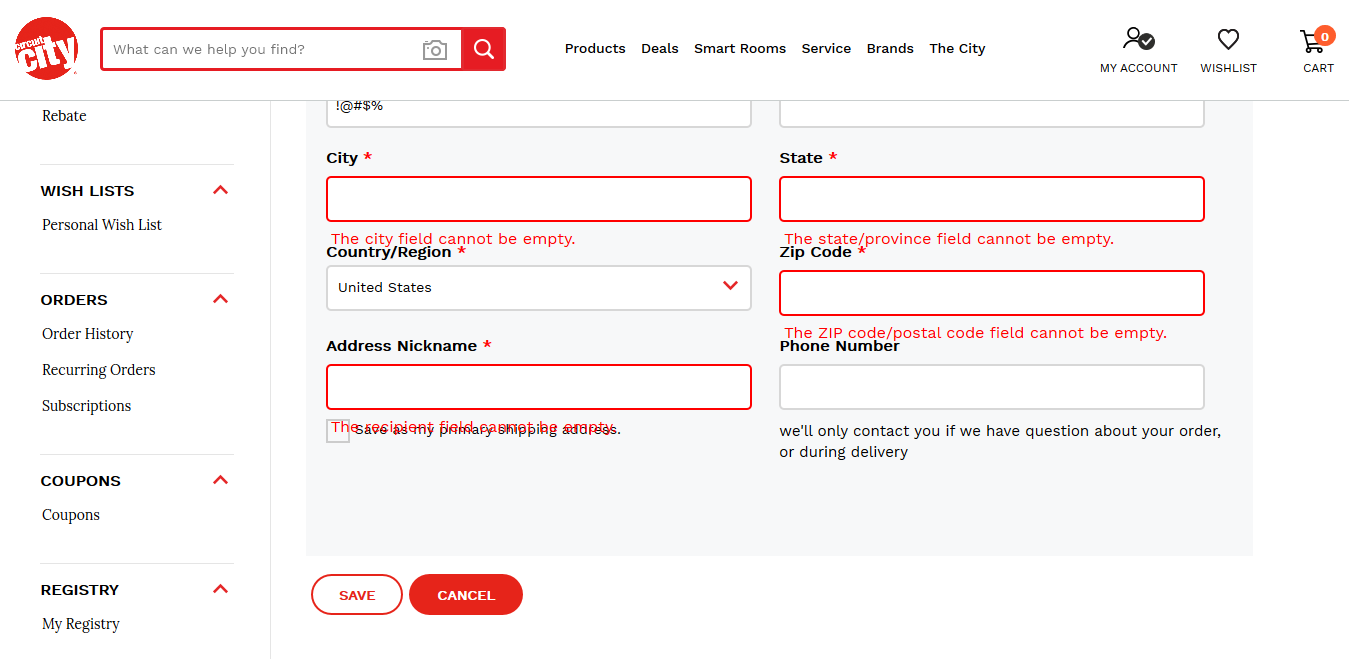 circuit city
What can we help you find?
Products Deals Smart Rooms Service Brands The City
MY ACCOUNT
WISHLIST
0
CART
Rebate
WISH LISTS
Personal Wish List
ORDERS
Order History
Recurring Orders
Subscriptions
COUPONS
Coupons
REGISTRY
My Registry
!@#$%
City *
The city field cannot be empty.
State *
The state/province field cannot be empty.
Country/Region *
United States
Zip Code *
The ZIP code/postal code field cannot be empty.
Address Nickname *
The recipient field cannot be empty.
Save as my primary shipping address.
Phone Number
we'll only contact you if we have question about your order,
or during delivery
SAVE
CANCEL